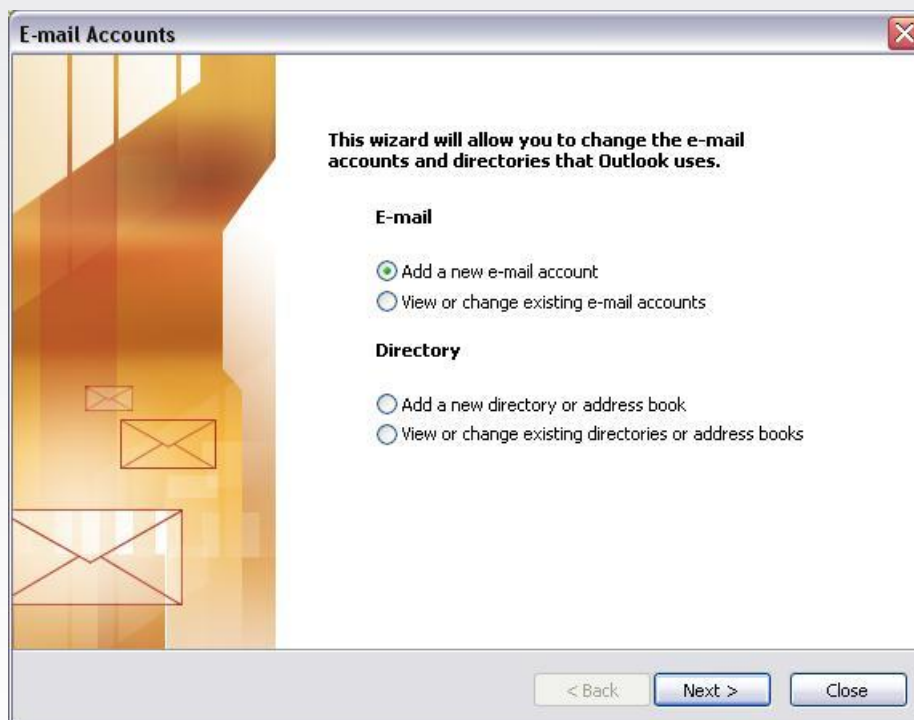 E-mail Accounts
This wizard will allow you to change the e-mail
accounts and directories that Outlook uses.
E-mail
Add a new e-mail account
View or change existing e-mail accounts
Directory
Add a new directory or address book
View or change existing directories or address books
< Back
Next >
Close